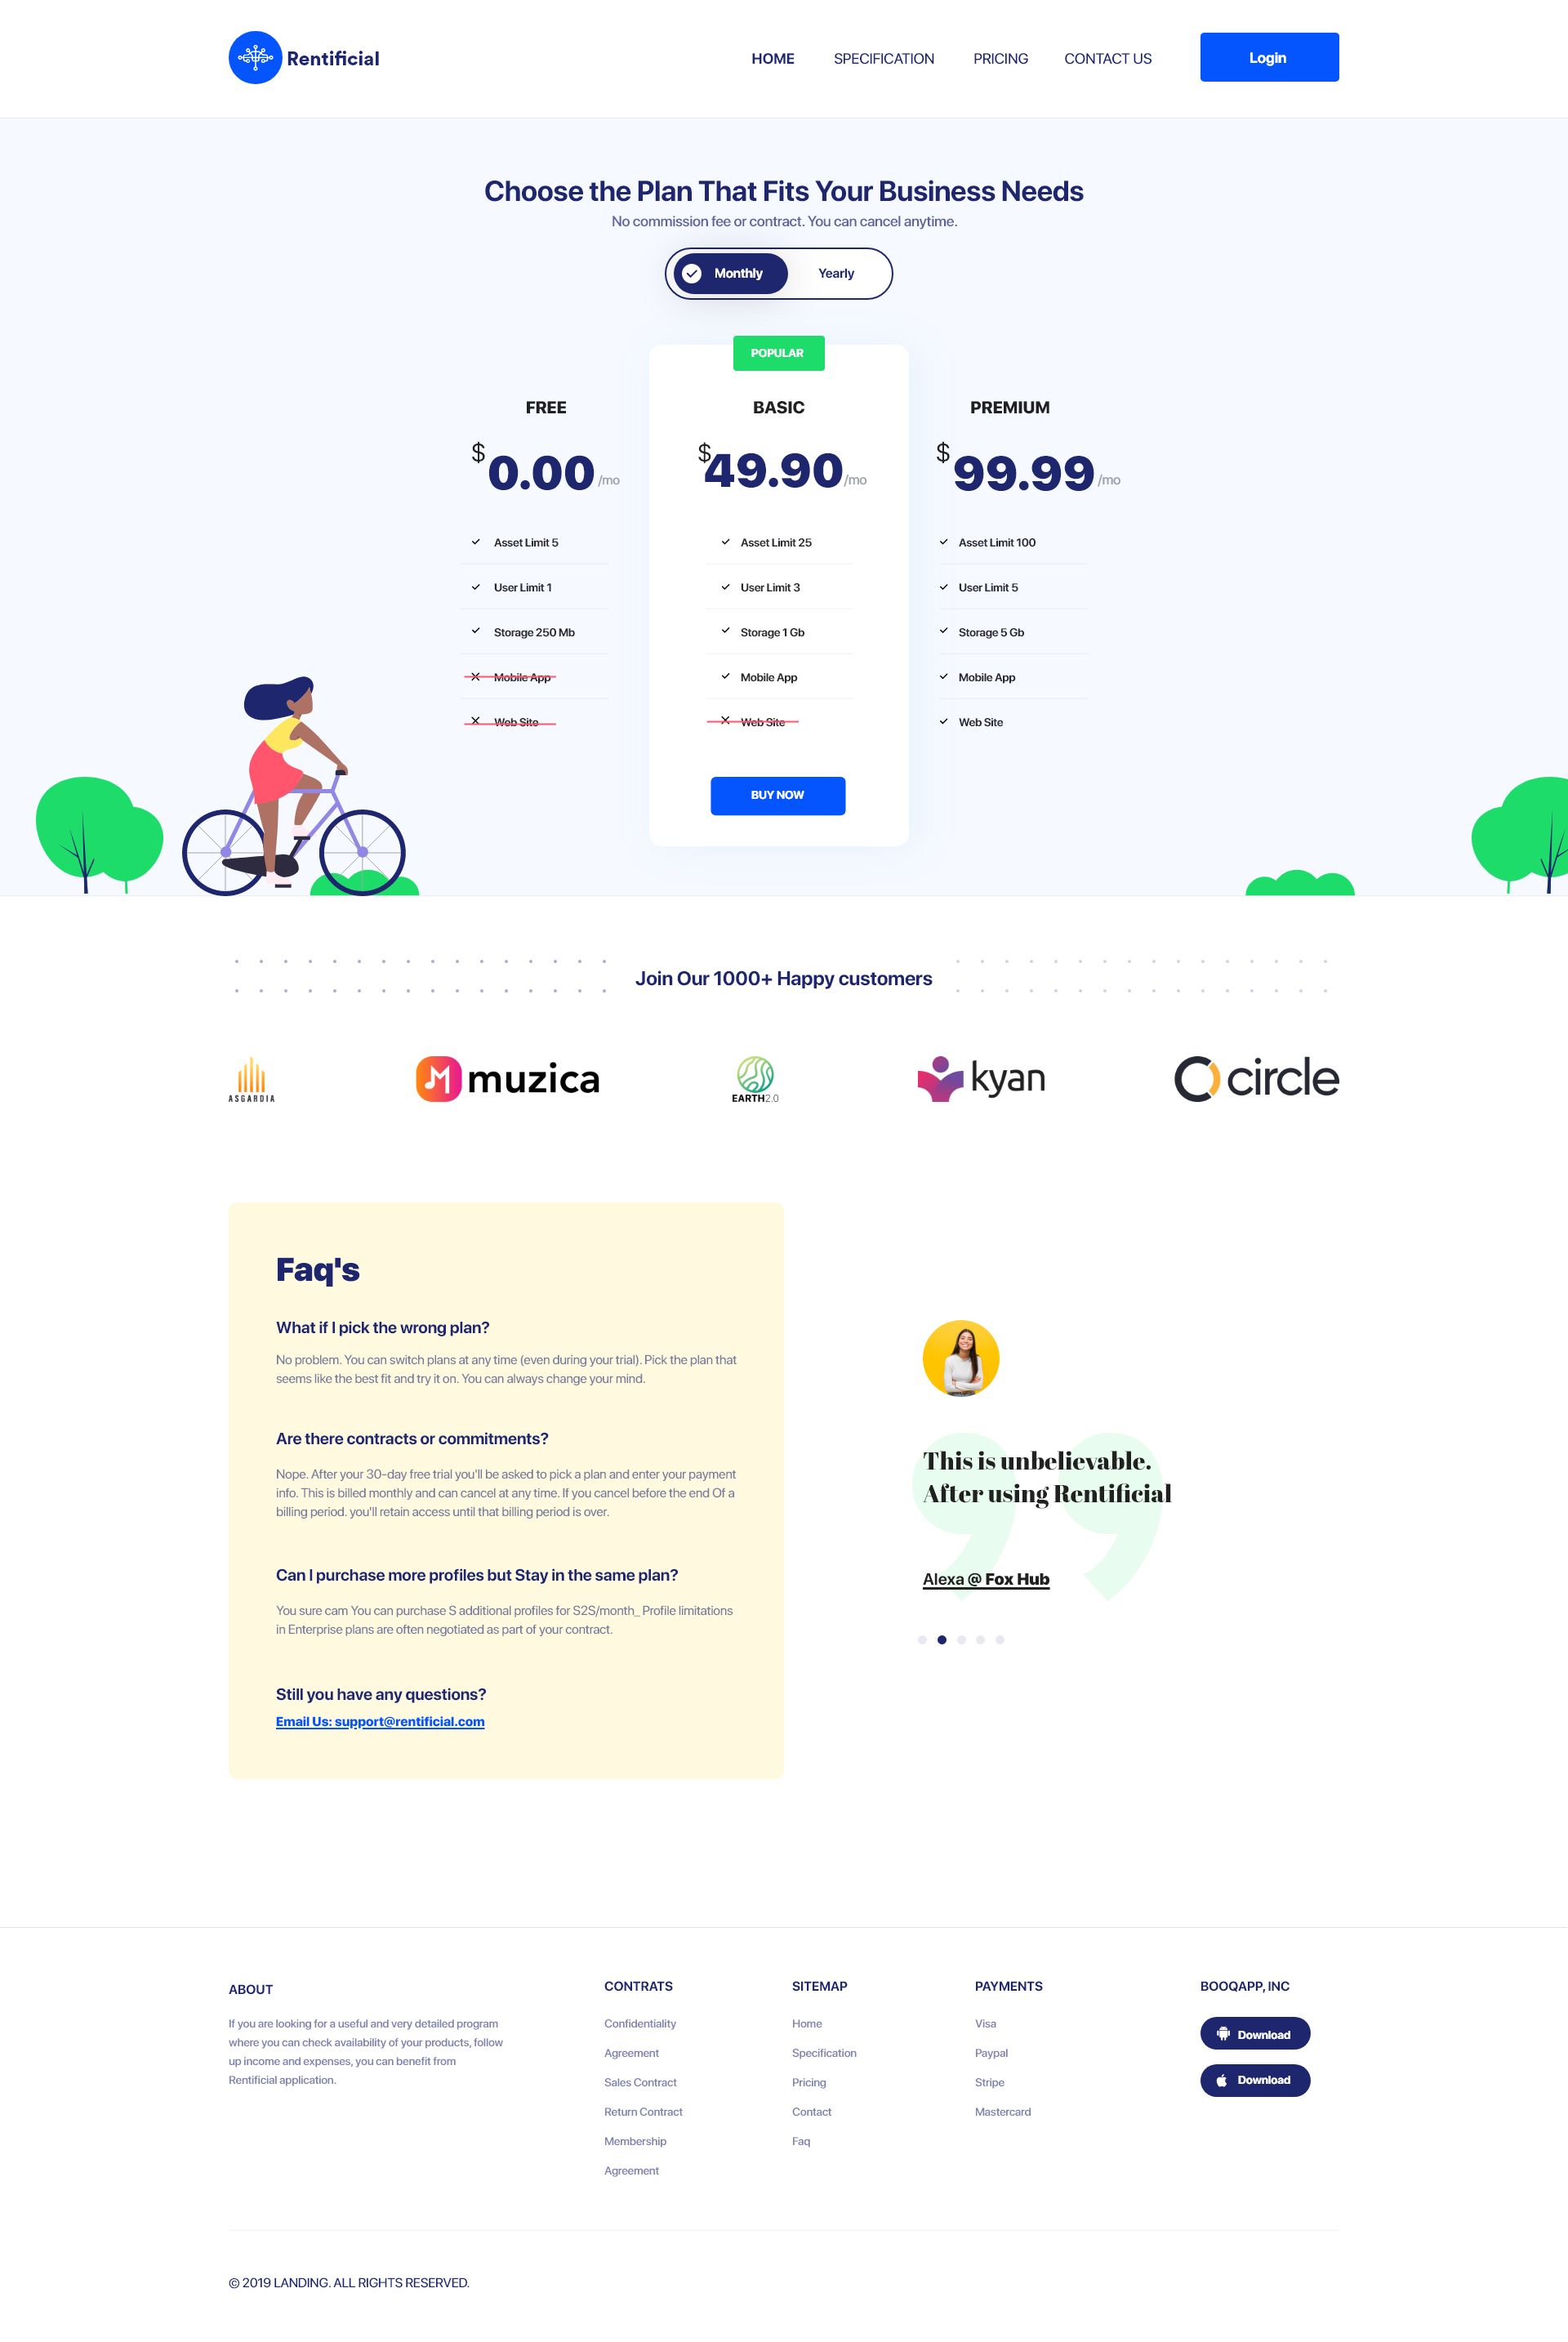 Rentificial
HOME SPECIFICATION PRICING CONTACT US Login
Choose the Plan That Fits Your Business Needs
No commission fee or contract. You can cancel anytime.
Monthly Yearly
FREE
$ 0.00 /mo
Asset Limit 5
User Limit 1
Storage 250 Mb
Mobile App
Web Site
POPULAR
BASIC
$ 49.90 /mo
Asset Limit 25
User Limit 3
Storage 1 Gb
Mobile App
Web Site
BUY NOW
PREMIUM
$ 99.99 /mo
Asset Limit 100
User Limit 5
Storage 5 Gb
Mobile App
Web Site
Join Our 1000+ Happy customers
ASGARDIA
muzica
EARTH2.0
kyan
circle
Faq's
What if I pick the wrong plan?
No problem. You can switch plans at any time (even during your trial). Pick the plan that
seems like the best fit and try it on. You can always change your mind.
Are there contracts or commitments?
Nope. After your 30-day free trial you'll be asked to pick a plan and enter your payment
info. This is billed monthly and can cancel at any time. If you cancel before the end Of a
billing period. you'll retain access until that billing period is over.
Can I purchase more profiles but Stay in the same plan?
You sure cam You can purchase S additional profiles for S2S/month_ Profile limitations
in Enterprise plans are often negotiated as part of your contract.
Still you have any questions?
Email Us: support@rentificial.com
This is unbelievable.
After using Rentificial
Alexa @ Fox Hub
ABOUT
If you are looking for a useful and very detailed program
where you can check availability of your products, follow
up income and expenses, you can benefit from
Rentificial application.
CONTRATS
Confidentiality
Agreement
Sales Contract
Return Contract
Membership
Agreement
SITEMAP
Home
Specification
Pricing
Contact
Faq
PAYMENTS
Visa
Paypal
Stripe
Mastercard
BOOQAPP, INC
Download
Download
© 2019 LANDING. ALL RIGHTS RESERVED.